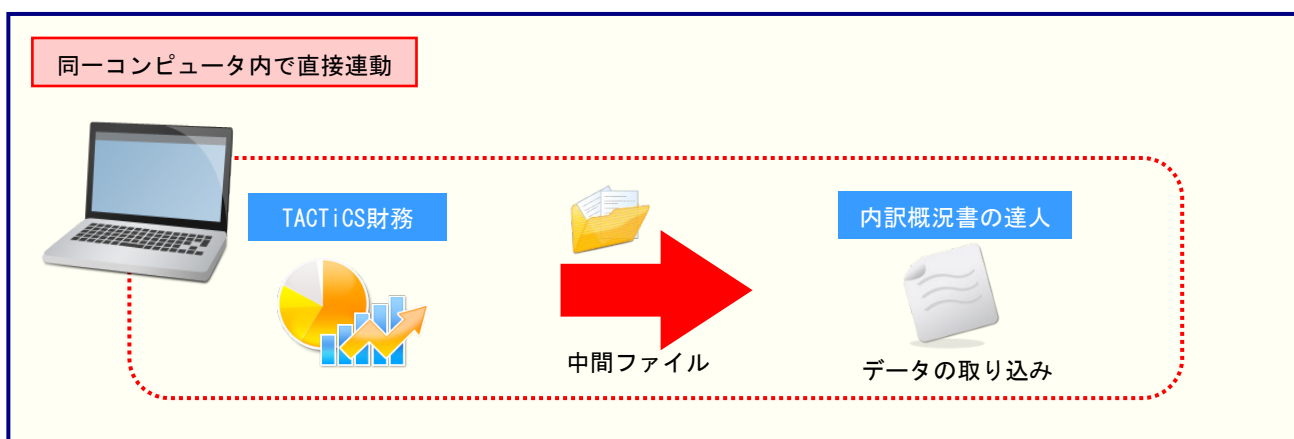 同一コンピュータ内で直接連動
TACTiCS財務
内訳概況書の達人
中間ファイル
データの取り込み